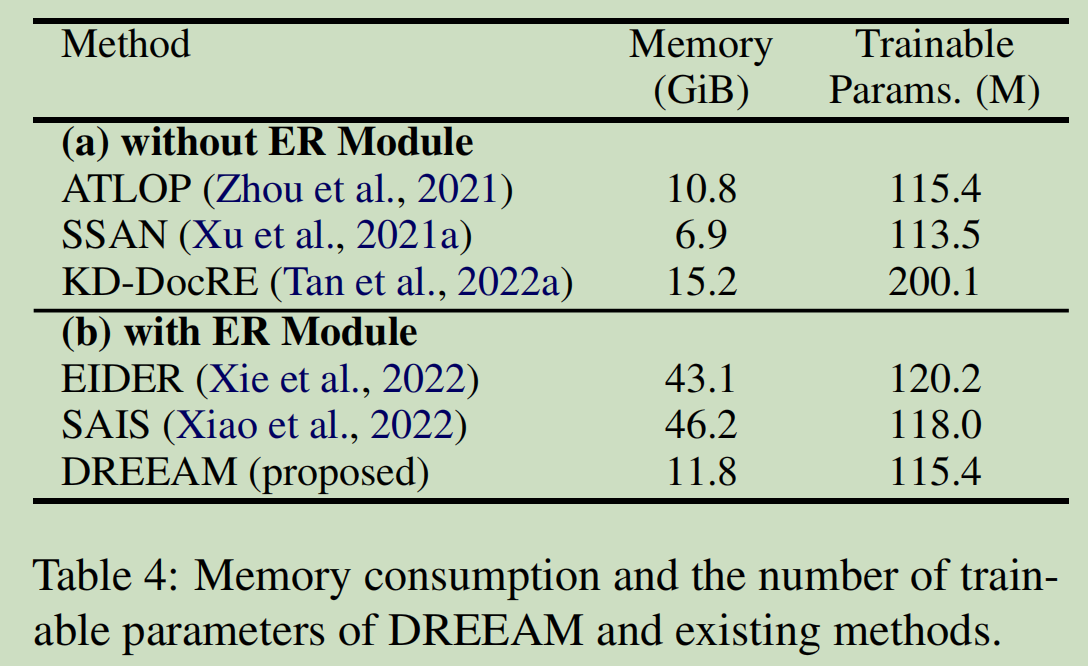 Method Memory Trainable
(GiB) Params. (M)
(a) without ER Module
ATLOP (Zhou et al., 2021) 10.8 115.4
SSAN (Xu et al., 2021a) 6.9 113.5
KD-DocRE (Tan et al., 2022a) 15.2 200.1
(b) with ER Module
EIDER (Xie et al., 2022) 43.1 120.2
SAIS (Xiao et al., 2022) 46.2 118.0
DREEAM (proposed) 11.8 115.4
Table 4: Memory consumption and the number of train-
able parameters of DREEAM and existing methods.